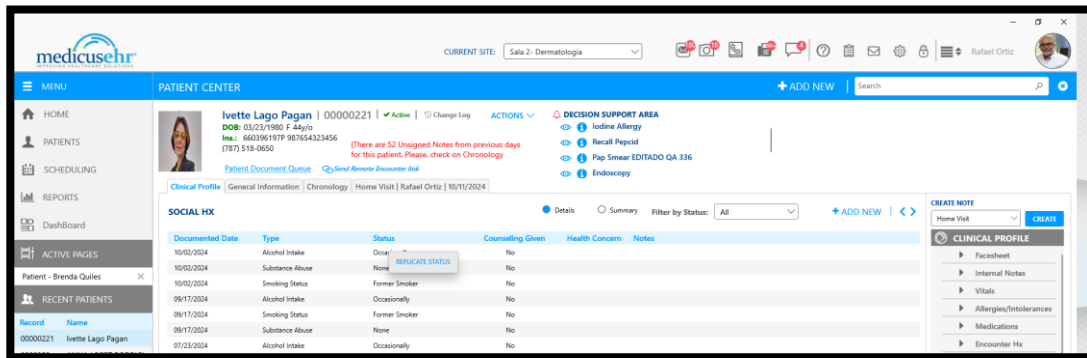 medicusehr
IMPROVING HEALTHCARE SOLUTIONS
CURRENT SITE: Sala 2- Dermatologia
Rafael Ortiz
MENU
PATIENT CENTER
+ ADD NEW
Search
HOME
PATIENTS
SCHEDULING
REPORTS
DashBoard
ACTIVE PAGES
Patient - Brenda Quiles
RECENT PATIENTS
Record Name
00000221 Ivette Lago Pagan
Ivette Lago Pagan | 00000221 | Active | Change Log ACTIONS
DOB: 03/23/1980 F 44y/o
Ins.: 660396197P 987654323456
(787) 518-0650
(There are 52 Unsigned Notes from previous days
for this patient. Please, check on Chronology
Patient Document Queue Send Remote Encounter link
DECISION SUPPORT AREA
Iodine Allergy
Recall Pepcid
Pap Smear EDITADO QA 336
Endoscopy
Clinical Profile General Information Chronology Home Visit | Rafael Ortiz | 10/11/2024
SOCIAL HX
Details Summary Filter by Status: All + ADD NEW
Documented Date Type Status Counseling Given Health Concern Notes
10/02/2024 Alcohol Intake No
10/02/2024 Substance Abuse None No
REPLICATE STATUS
10/02/2024 Smoking Status Former Smoker No
09/17/2024 Alcohol Intake Occasionally No
09/17/2024 Smoking Status Former Smoker No
09/17/2024 Substance Abuse None No
07/23/2024 Alcohol Intake Occasionally No
CREATE NOTE
Home Visit CREATE
CLINICAL PROFILE
Facesheet
Internal Notes
Vitals
Allergies/Intolerances
Medications
Encounter Hx